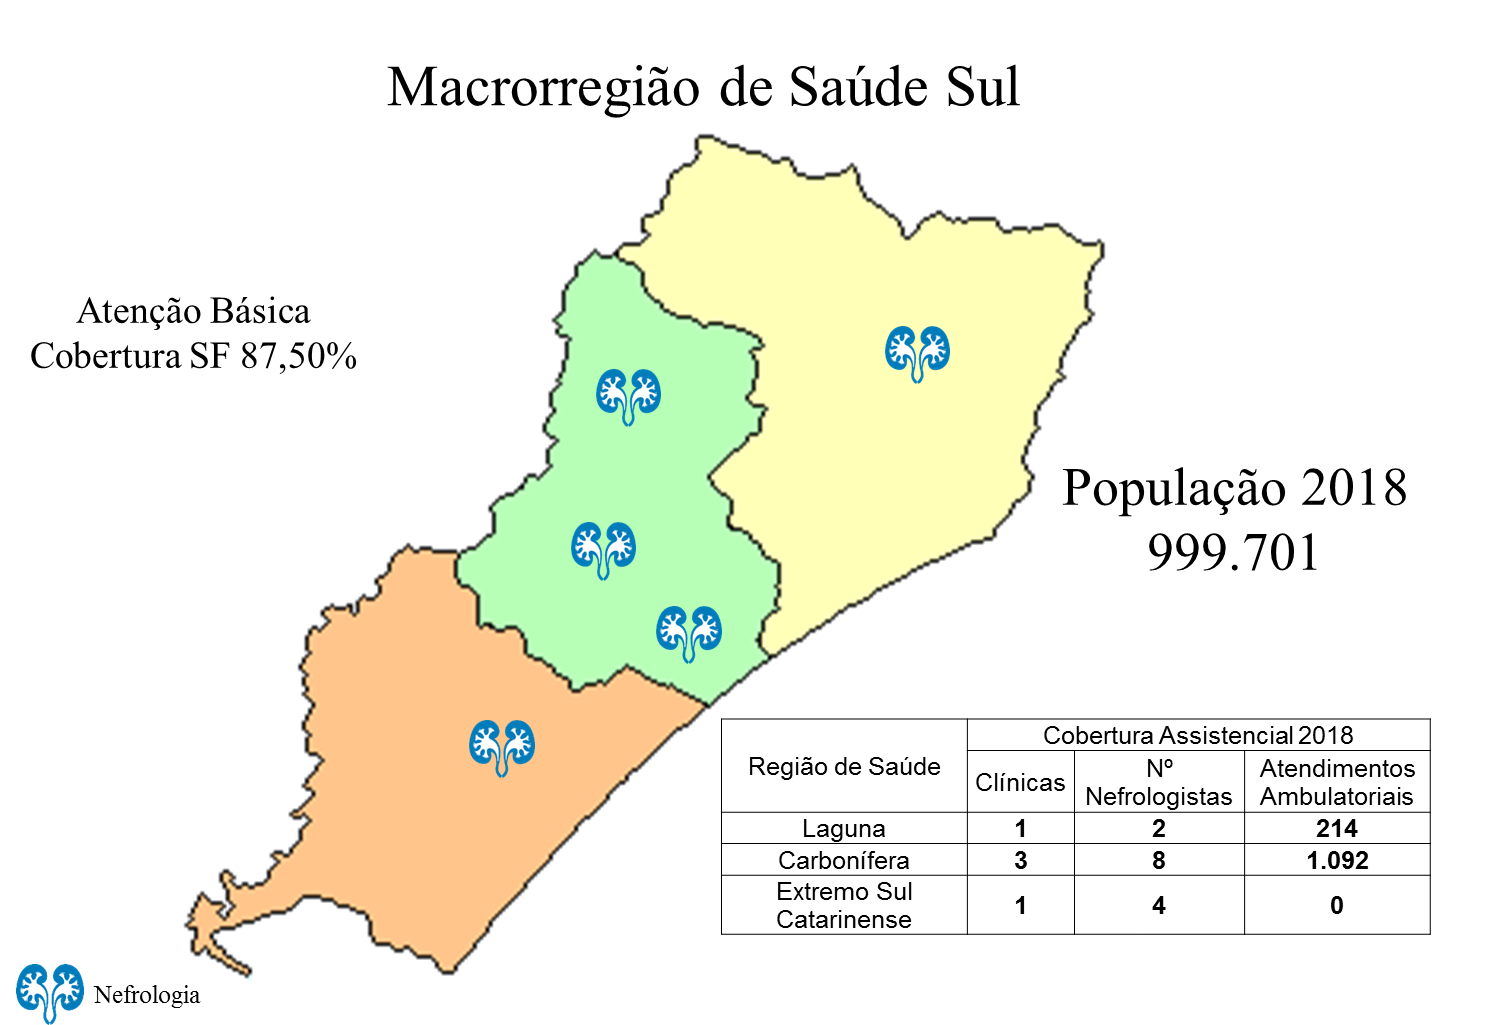 Macrorregião de Saúde Sul
Atenção Básica
Cobertura SF 87,50%
População 2018
999.701
Região de Saúde
Cobertura Assistencial 2018
Clínicas
Nº
Nefrologistas
Atendimentos
Ambulatoriais
Laguna 1 2 214
Carbonífera 3 8 1.092
Extremo Sul
Catarinense 1 4 0
Nefrologia